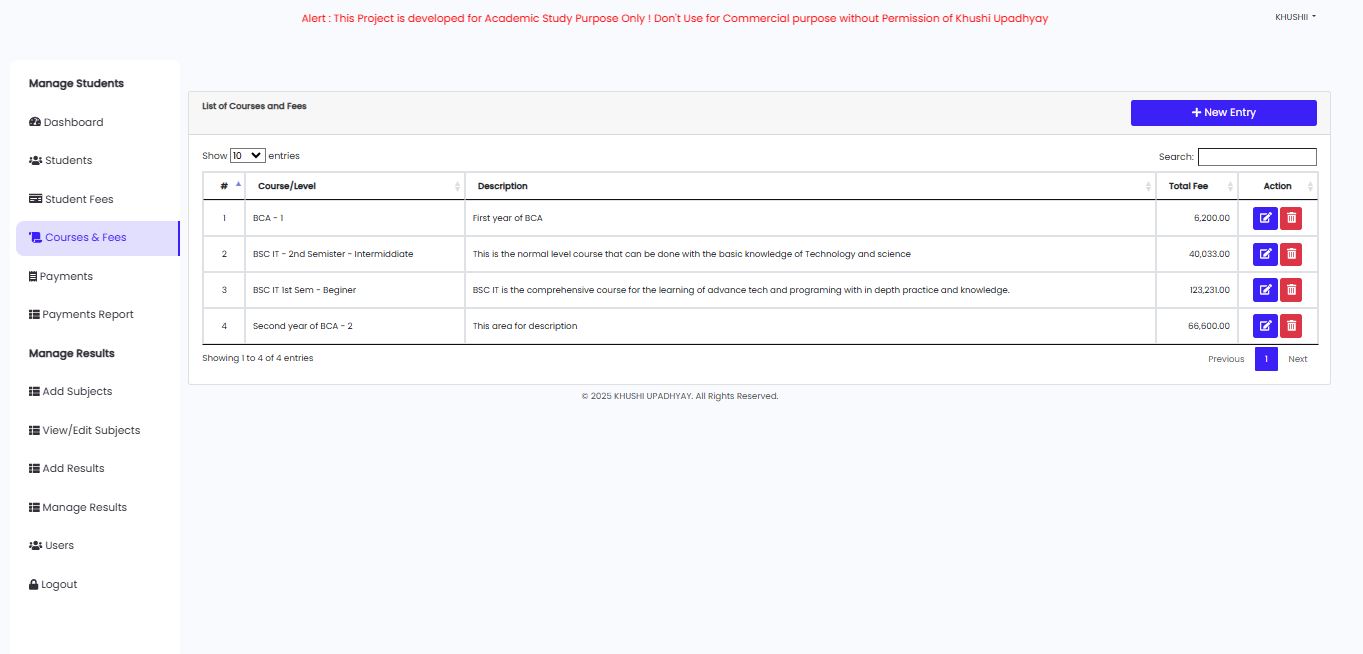 Alert : This Project is developed for Academic Study Purpose Only ! Don't Use for Commercial purpose without Permission of Khushi Upadhyay
KHUSHII
Manage Students
Dashboard
Students
Student Fees
Courses & Fees
Payments
Payments Report
Manage Results
Add Subjects
View/Edit Subjects
Add Results
Manage Results
Users
Logout
List of Courses and Fees
New Entry
Show 10 entries
Search:
# Course/Level Description Total Fee Action
1 BCA - 1 First year of BCA 6,200.00
2 BSC IT - 2nd Semister - Intermiddiate This is the normal level course that can be done with the basic knowledge of Technology and science 40,033.00
3 BSC IT 1st Sem - Beginer BSC IT is the comprehensive course for the learning of advance tech and programing with in depth practice and knowledge. 123,231.00
4 Second year of BCA - 2 This area for description 66,600.00
Showing 1 to 4 of 4 entries
Previous 1 Next
© 2025 KHUSHI UPADHYAY. All Rights Reserved.